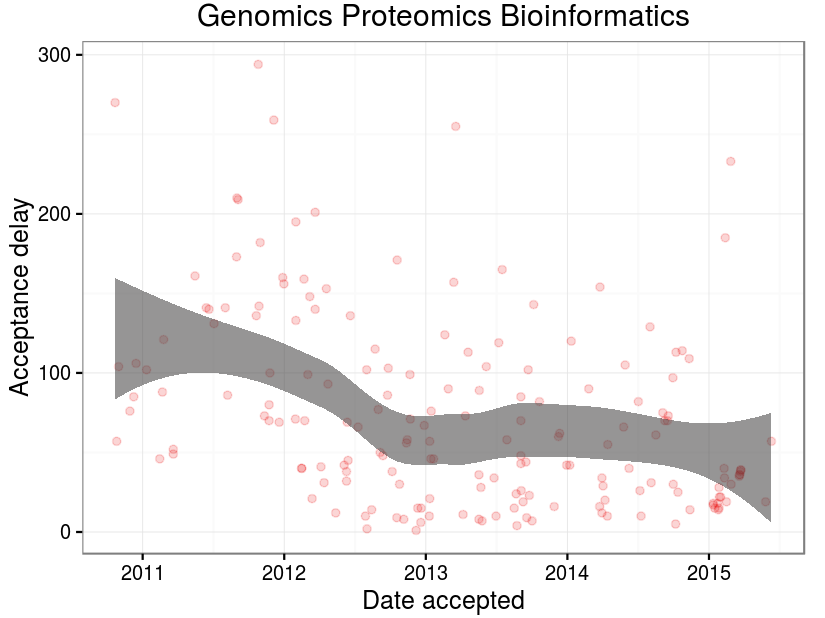 Genomics Proteomics Bioinformatics
300
200
100
0
Acceptance delay
2011 2012 2013 2014 2015
Date accepted